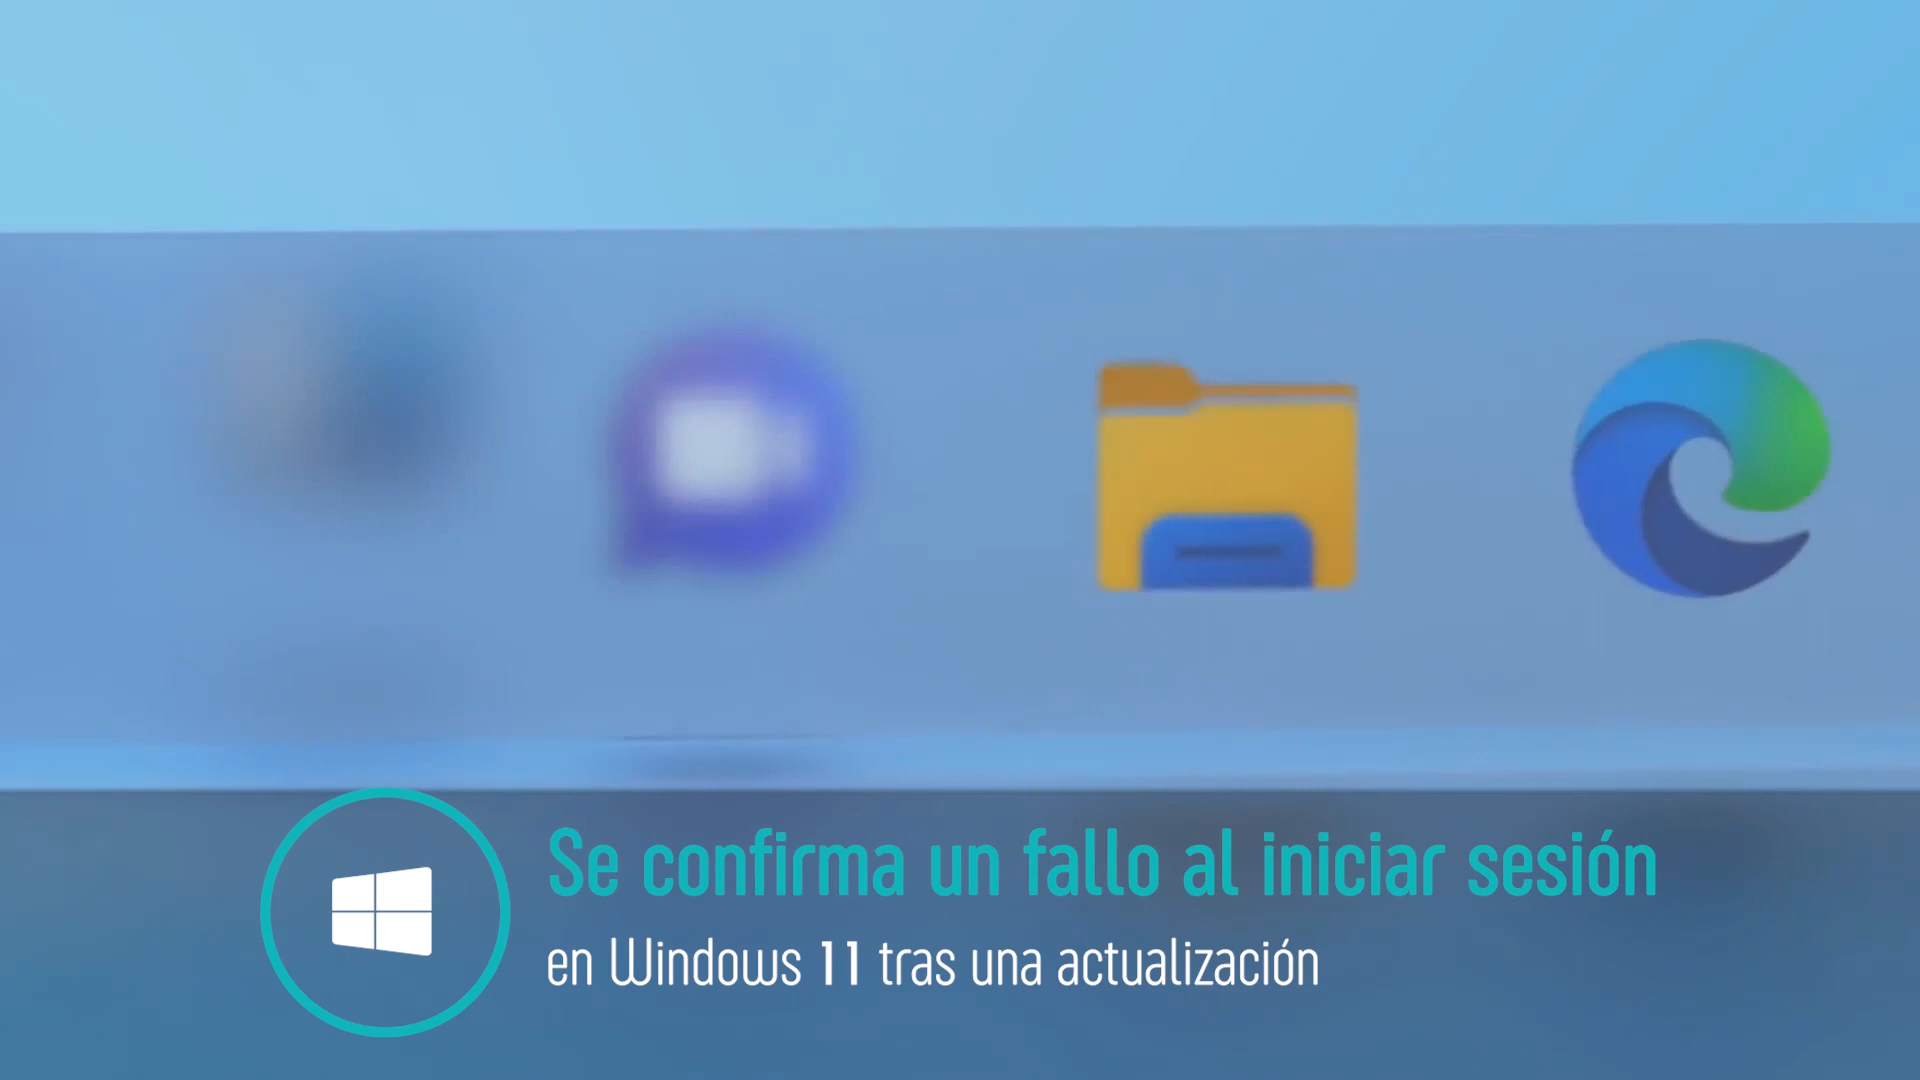 Se confirma un fallo al iniciar sesión
en Windows 11 tras una actualización